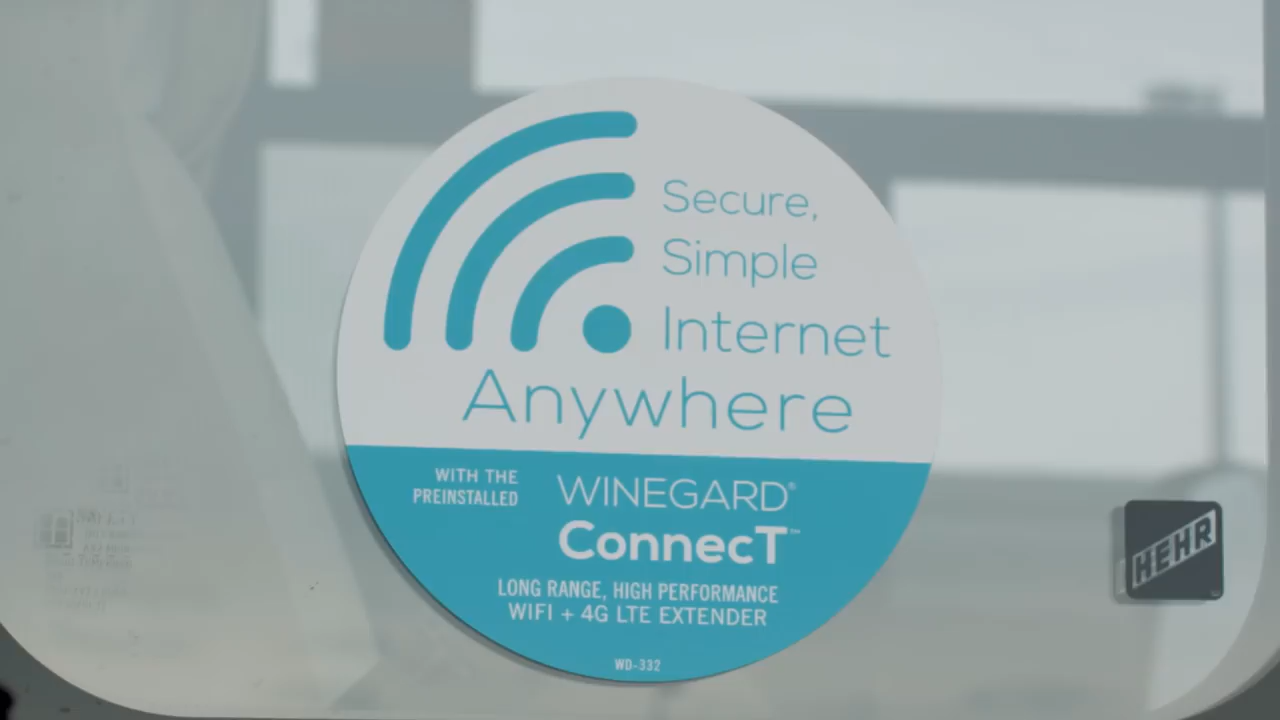 Secure,
Simple
Internet
Anywhere
WITH THE
PREINSTALLED
WINEGARD®
ConnecT™
LONG RANGE, HIGH PERFORMANCE
WIFI + 4G LTE EXTENDER
WD-332
HEHR